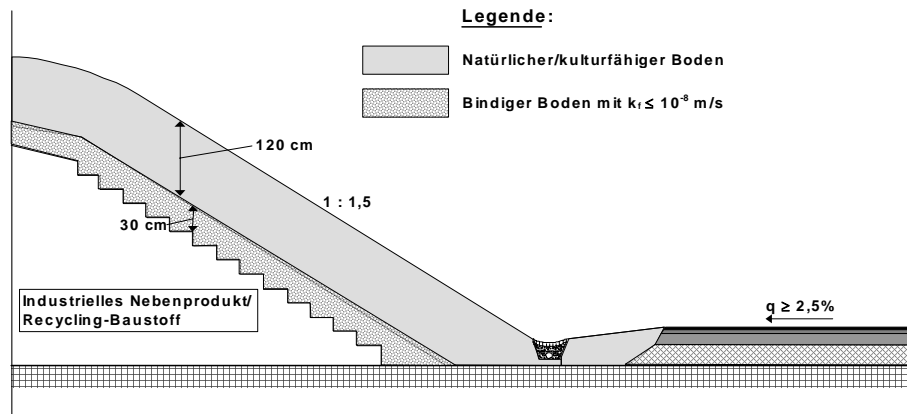 Legende:
Natürlicher/kulturfähiger Boden
Bindiger Boden mit kf ≤ 10⁻⁸ m/s
120 cm
1 : 1,5
30 cm
Industrielles Nebenprodukt/
Recycling-Baustoff
q ≥ 2,5%